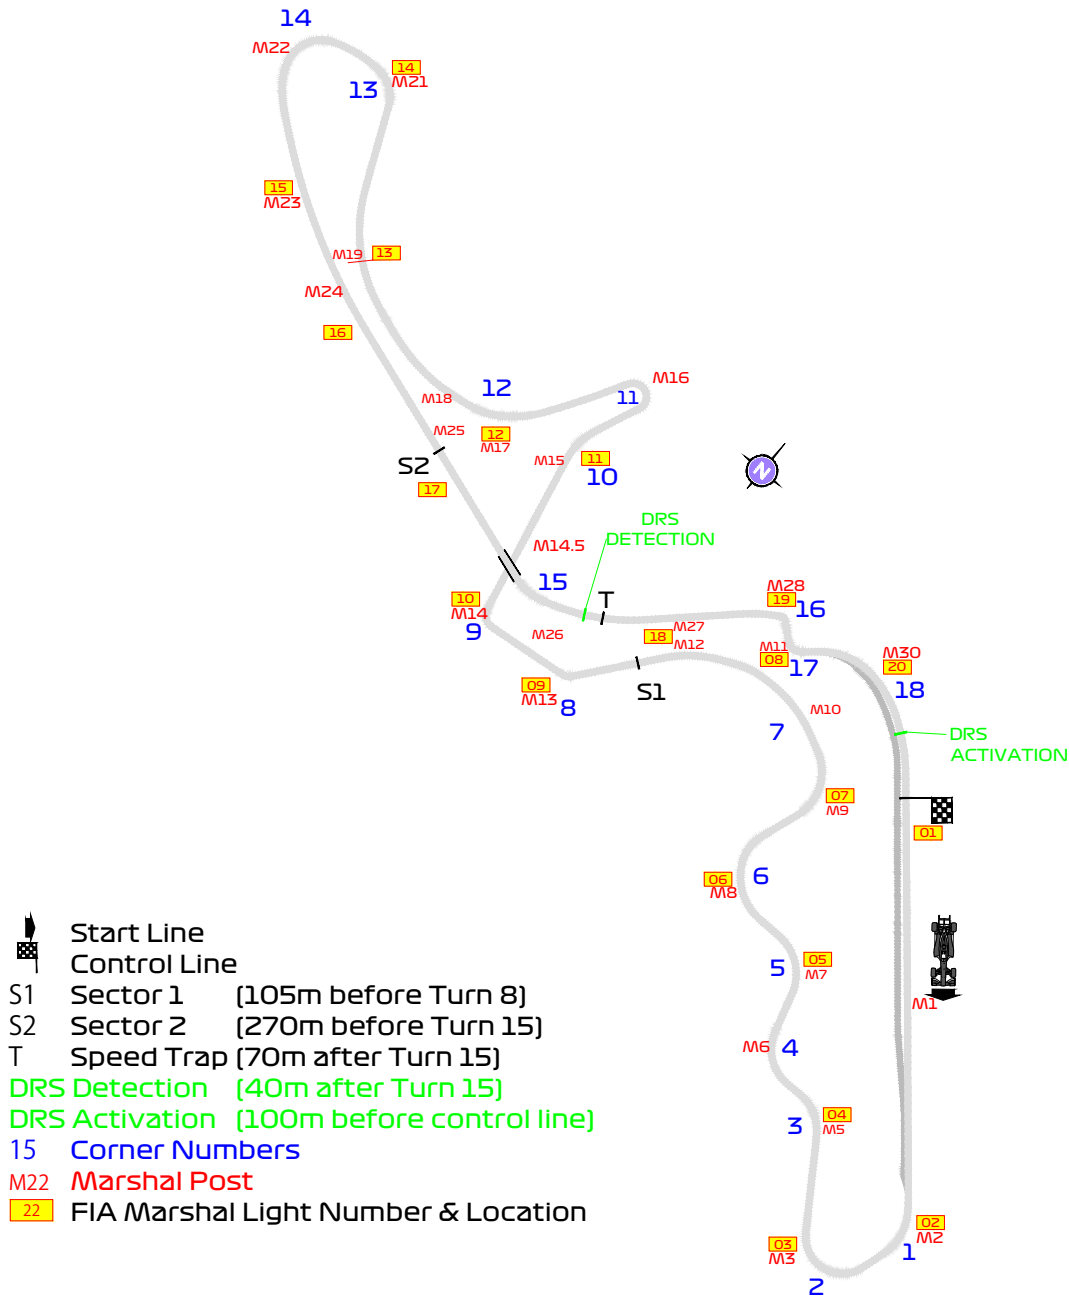 14
M22
14
M21
13
15
M23
M19
13
M24
16
M16
12
11
M18
M25
12
M17
S2
M15
11
10
17
N
DRS
DETECTION
M14.5
15
M28
19
16
10
M14
T
9
M26
M27
18
M12
M11
08
17
M30
20
18
S1
09
M13
8
M10
7
DRS
ACTIVATION
07
M9
01
06
M8
6
05
M7
5
M1
M6
4
04
M5
3
02
M2
1
03
M3
2
Start Line
Control Line
S1 Sector 1 (105m before Turn 8)
S2 Sector 2 (270m before Turn 15)
T Speed Trap (70m after Turn 15)
DRS Detection (40m after Turn 15)
DRS Activation (100m before control line)
15 Corner Numbers
M22 Marshal Post
22 FIA Marshal Light Number & Location